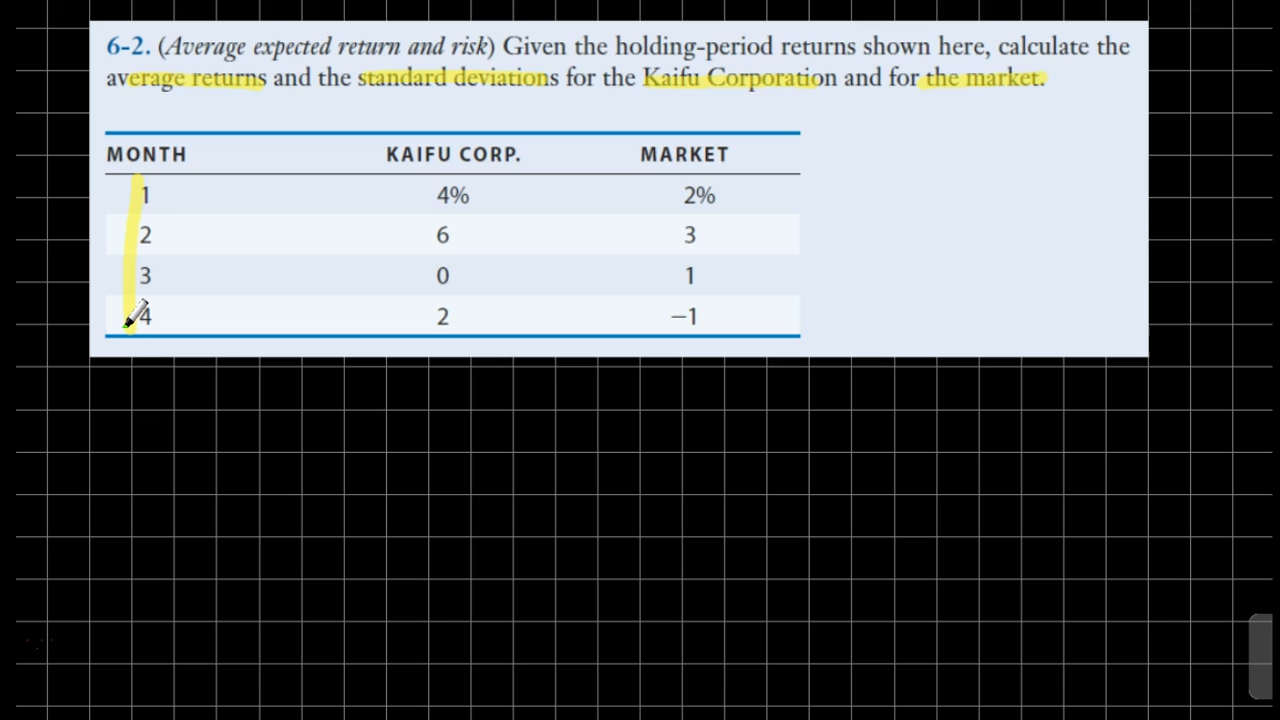 6-2. (Average expected return and risk) Given the holding-period returns shown here, calculate the
average returns and the standard deviations for the Kaifu Corporation and for the market.
MONTH KAIFU CORP. MARKET
1 4% 2%
2 6 3
3 0 1
4 2 −1